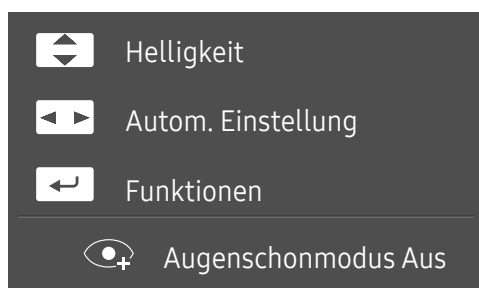 Helligkeit
Autom. Einstellung
Funktionen
Augenschonmodus Aus